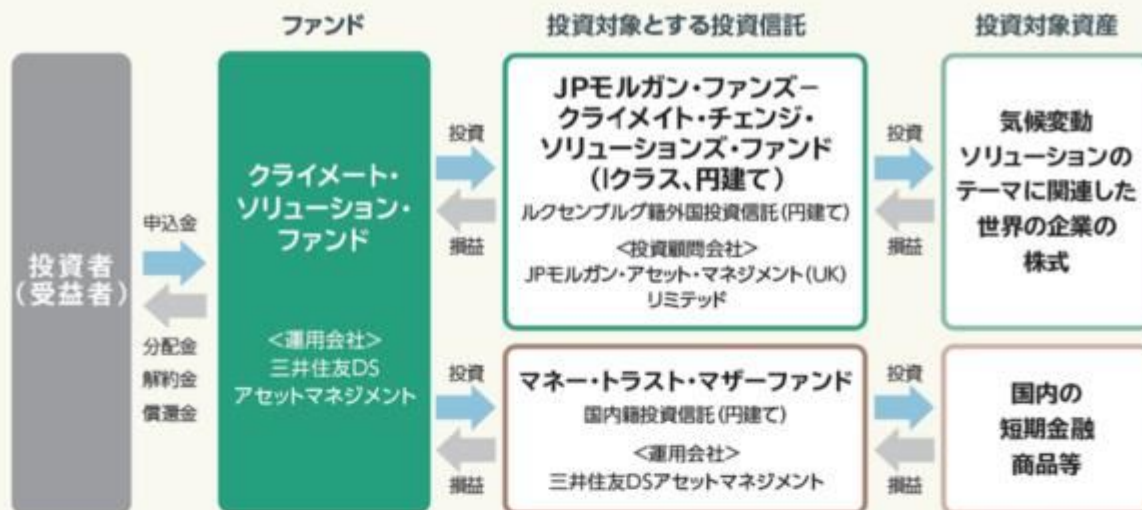 ファンド
投資対象とする投資信託
投資対象資産
投資者
(受益者)
申込金
分配金
解約金
償還金
クライメート・
ソリューション・
ファンド
<運用会社>
三井住友DS
アセットマネジメント
投資
損益
JPモルガン・ファンズ−
クライメイト・チェンジ・
ソリューションズ・ファンド
(Iクラス、円建て)
ルクセンブルグ籍外国投資信託(円建て)
<投資顧問会社>
JPモルガン・アセット・マネジメント(UK)
リミテッド
投資
損益
気候変動
ソリューションの
テーマに関連した
世界の企業の
株式
投資
損益
マネー・トラスト・マザーファンド
国内籍投資信託(円建て)
<運用会社>
三井住友DSアセットマネジメント
投資
損益
国内の
短期金融
商品等